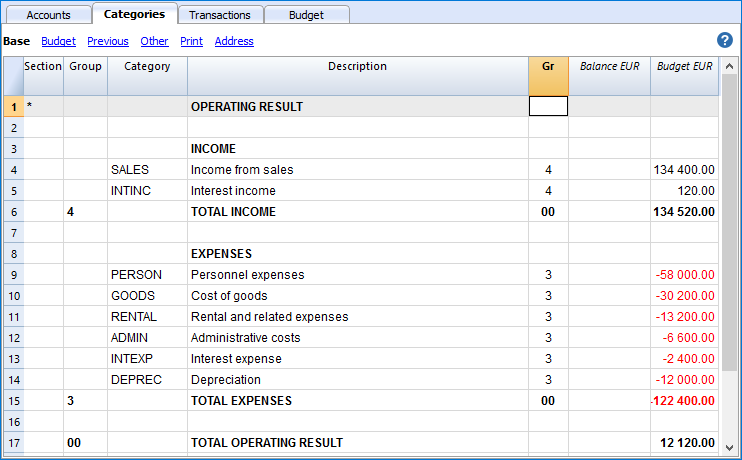 Accounts Categories Transactions Budget
Base Budget Previous Other Print Address ?
Section Group Category Description Gr Balance EUR Budget EUR
1 * OPERATING RESULT
2
3 INCOME
4 SALES Income from sales 4 134 400.00
5 INTINC Interest income 4 120.00
6 4 TOTAL INCOME 00 134 520.00
7
8 EXPENSES
9 PERSON Personnel expenses 3 -58 000.00
10 GOODS Cost of goods 3 -30 200.00
11 RENTAL Rental and related expenses 3 -13 200.00
12 ADMIN Administrative costs 3 -6 600.00
13 INTEXP Interest expense 3 -2 400.00
14 DEPREC Depreciation 3 -12 000.00
15 3 TOTAL EXPENSES 00 -122 400.00
16
17 00 TOTAL OPERATING RESULT 12 120.00